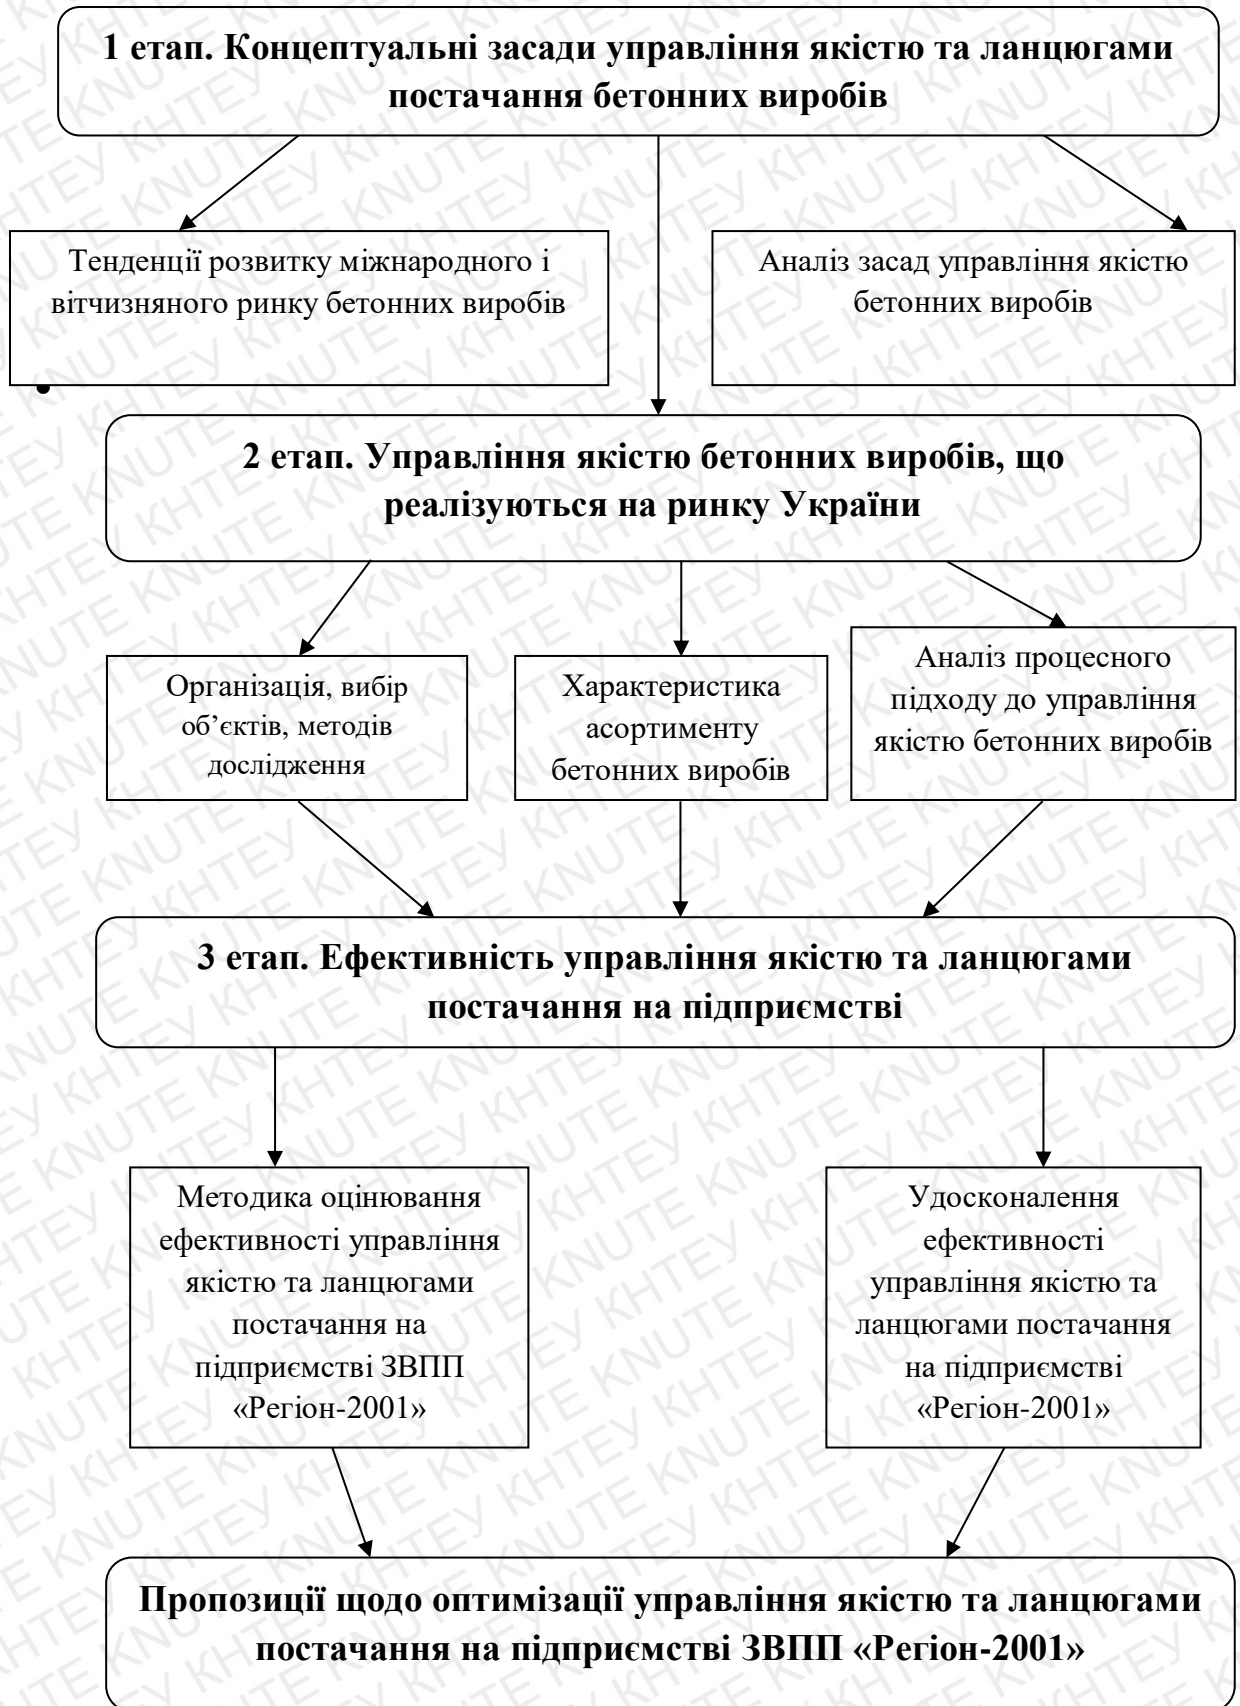 1 етап. Концептуальні засади управління якістю та ланцюгами
постачання бетонних виробів
Тенденції розвитку міжнародного і
вітчизняного ринку бетонних виробів
Аналіз засад управління якістю
бетонних виробів
2 етап. Управління якістю бетонних виробів, що
реалізуються на ринку України
Організація, вибір
об’єктів, методів
дослідження
Характеристика
асортименту
бетонних виробів
Аналіз процесного
підходу до управління
якістю бетонних виробів
3 етап. Ефективність управління якістю та ланцюгами
постачання на підприємстві
Методика оцінювання
ефективності управління
якістю та ланцюгами
постачання на
підприємстві ЗВПП
«Регіон-2001»
Удосконалення
ефективності
управління якістю та
ланцюгами постачання
на підприємстві
«Регіон-2001»
Пропозиції щодо оптимізації управління якістю та ланцюгами
постачання на підприємстві ЗВПП «Регіон-2001»